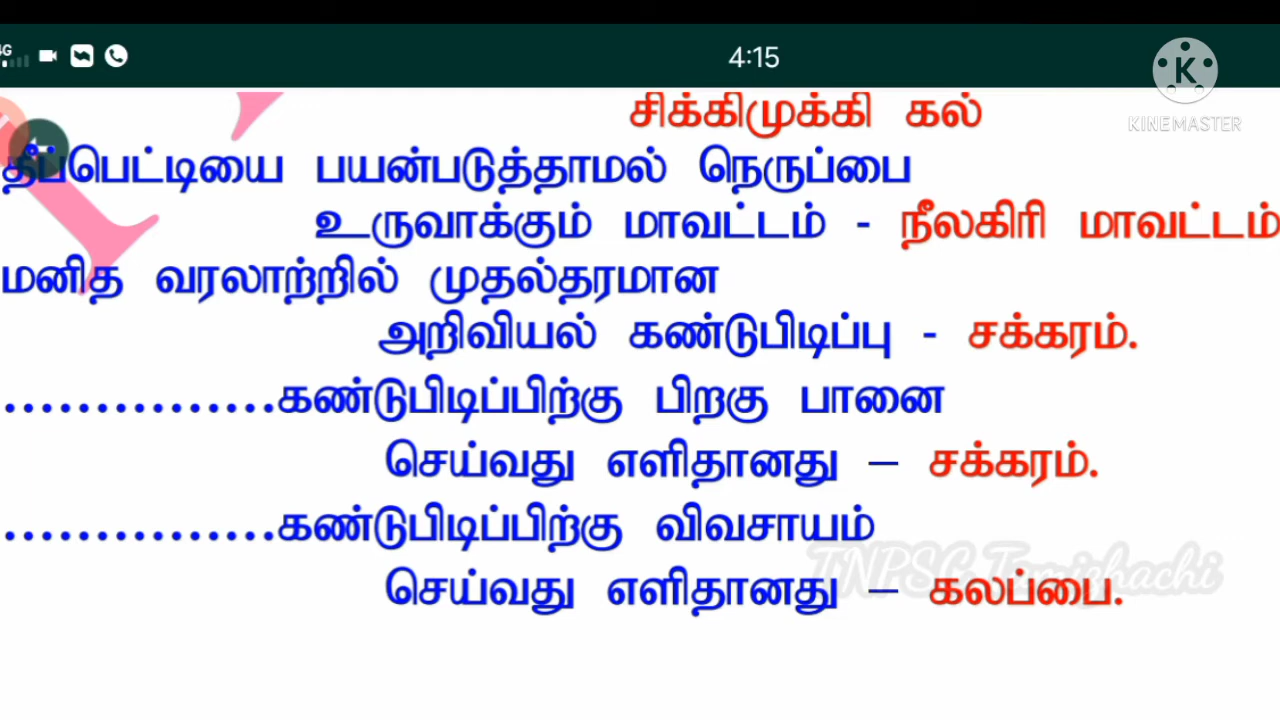 4G
4:15
K
KINEMASTER
சிக்கிமுக்கி கல்
தீப்பெட்டியை பயன்படுத்தாமல் நெருப்பை
உருவாக்கும் மாவட்டம் - நீலகிரி மாவட்டம்
மனித வரலாற்றில் முதல்தரமான
அறிவியல் கண்டுபிடிப்பு - சக்கரம்.
...............கண்டுபிடிப்பிற்கு பிறகு பானை
செய்வது எளிதானது – சக்கரம்.
...............கண்டுபிடிப்பிற்கு விவசாயம்
செய்வது எளிதானது – கலப்பை.
TNPSC Tamizhachi